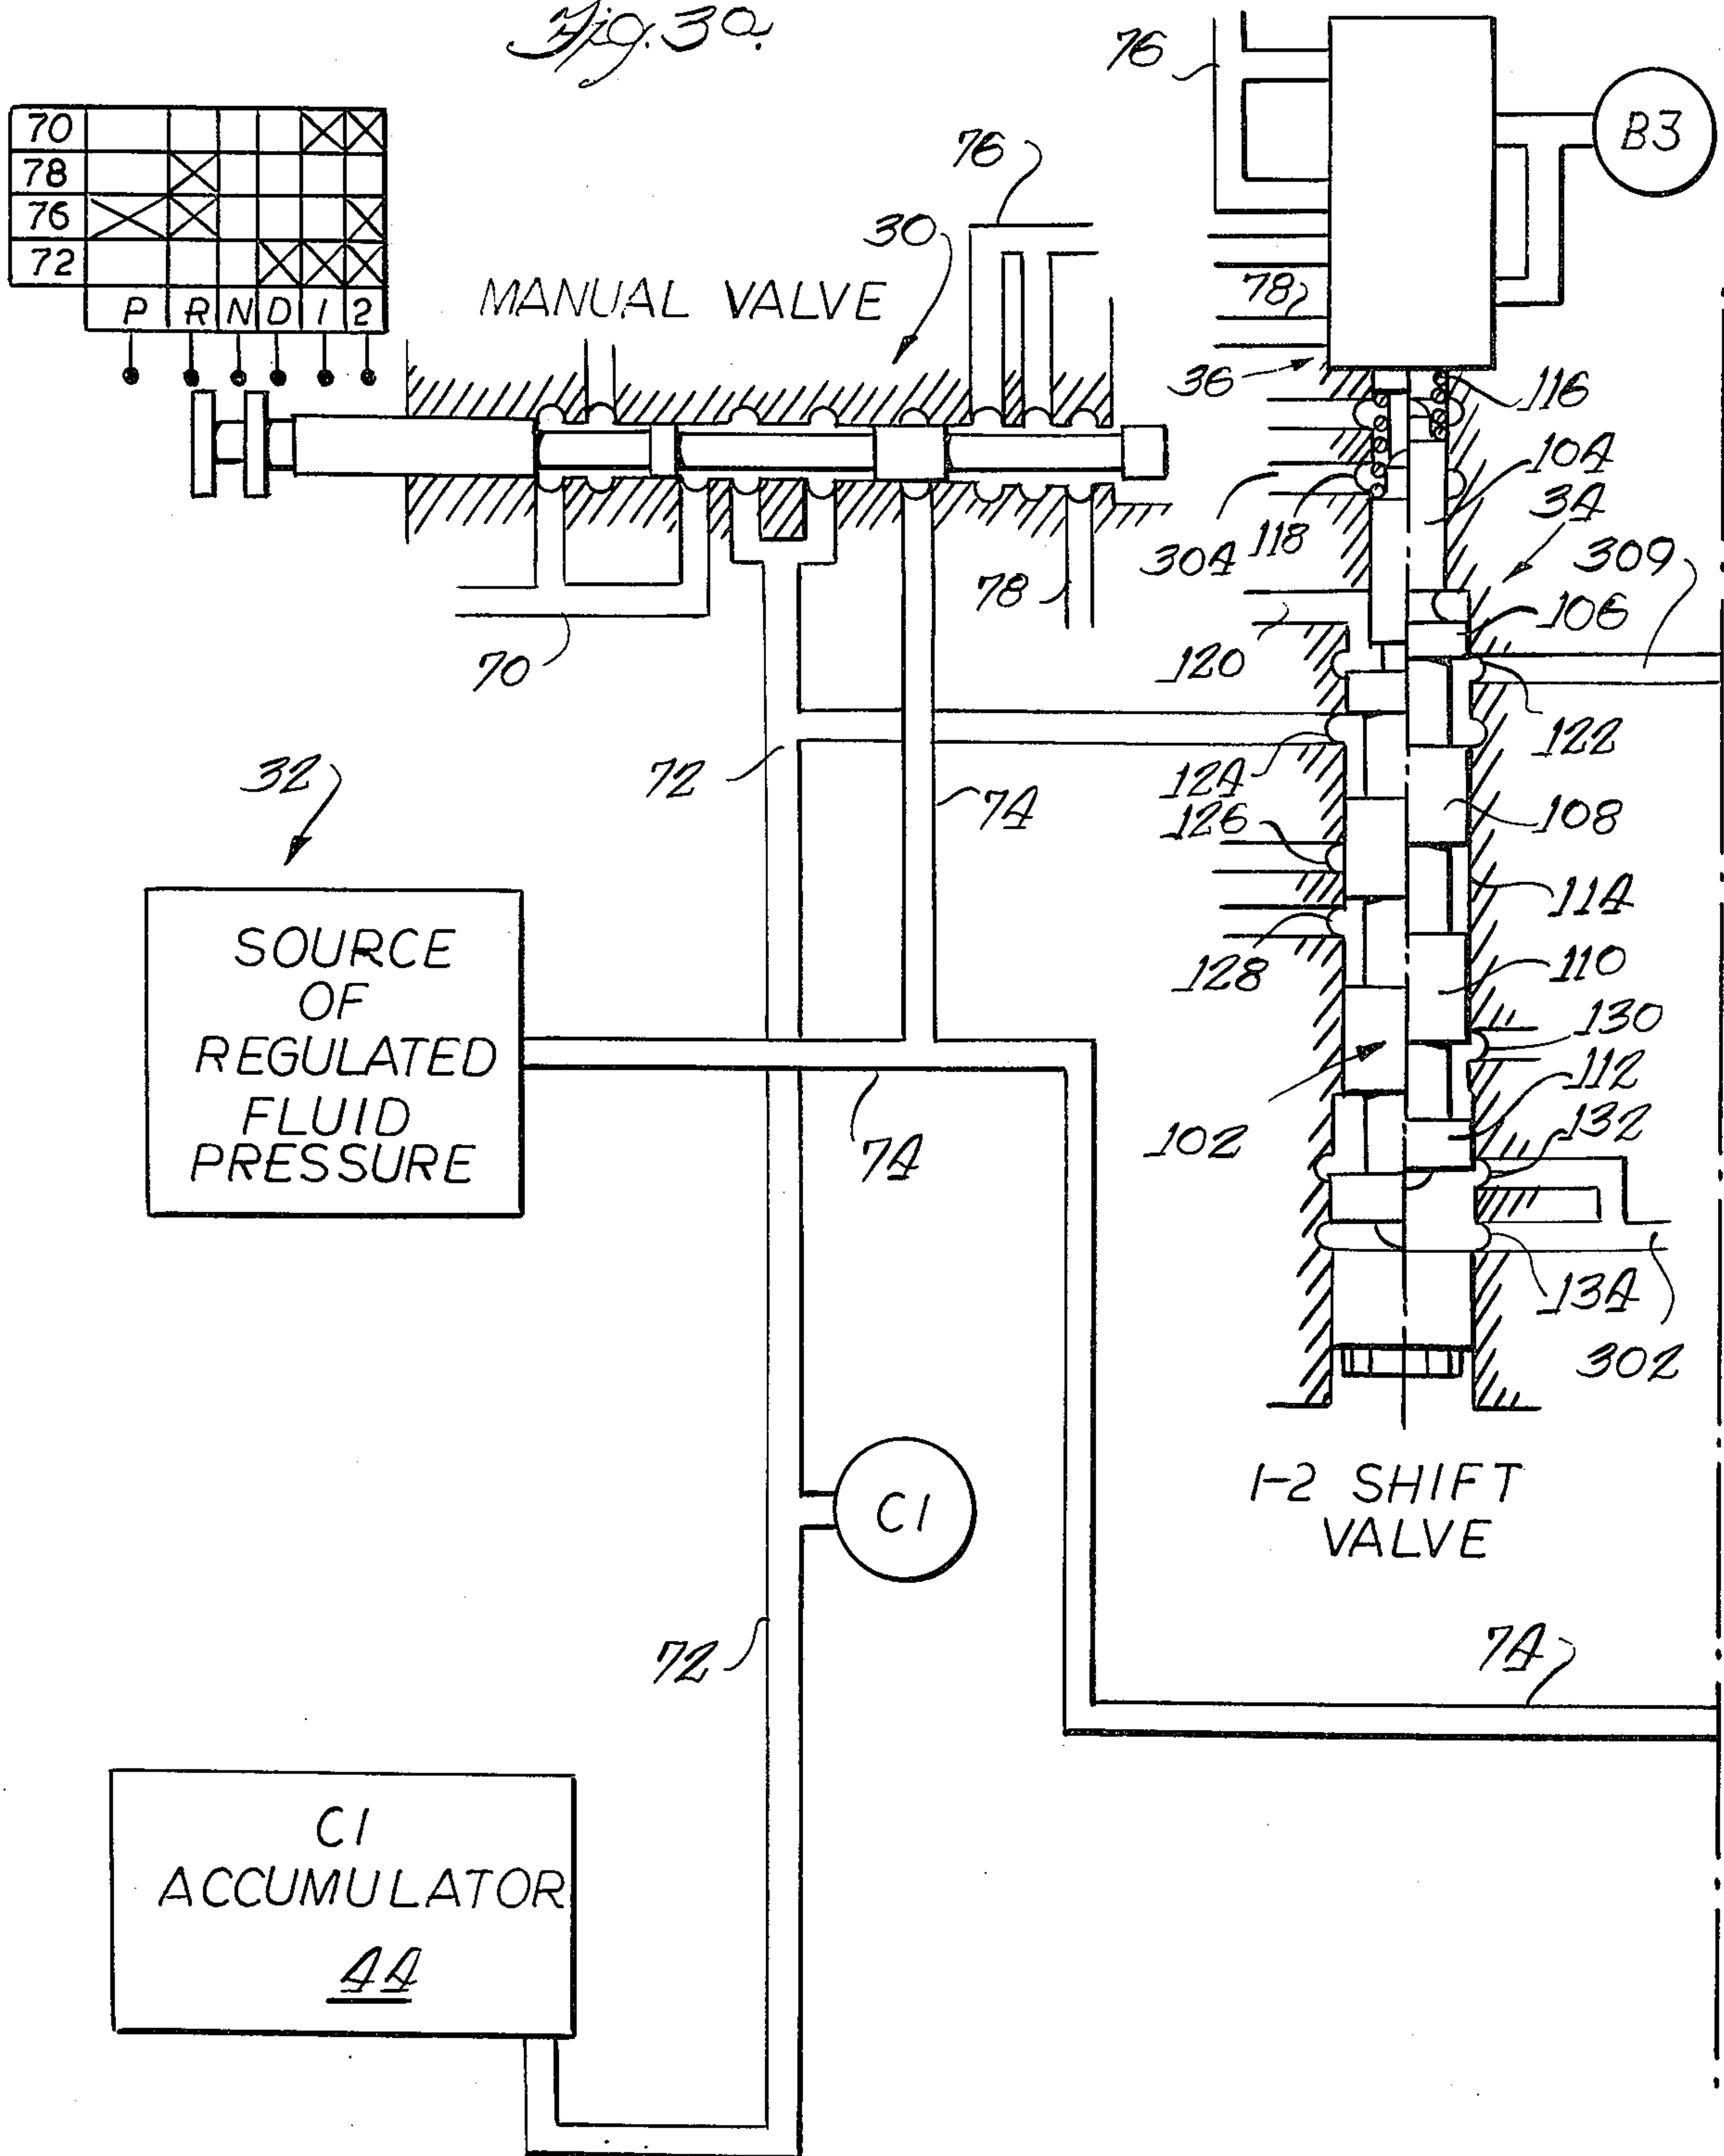 Fig. 3a.
70
78
76
72
P R N D 1 2
MANUAL VALVE
30
76
76
B3
78
36
116
104
34
304
118
309
106
120
122
70
78
72
74
124
126
108
32
114
128
110
130
112
132
102
134
302
SOURCE
OF
REGULATED
FLUID
PRESSURE
74
C1
1-2 SHIFT
VALVE
72
74
C1
ACCUMULATOR
44